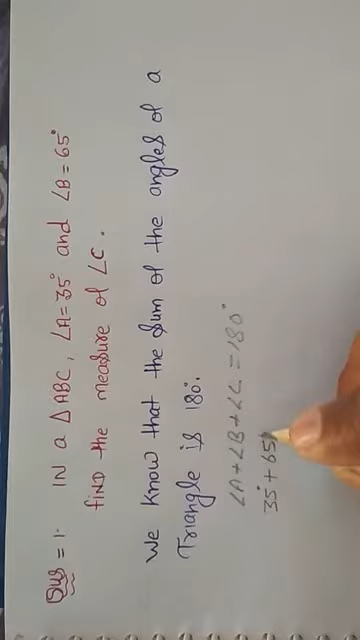 Qus = 1· IN a △ABC, ∠A=35° and ∠B=65°
find the measure of ∠C.
We know that the sum of the angles of a
Triangle is 180°.
∠A+∠B+∠C=180°
35°+65